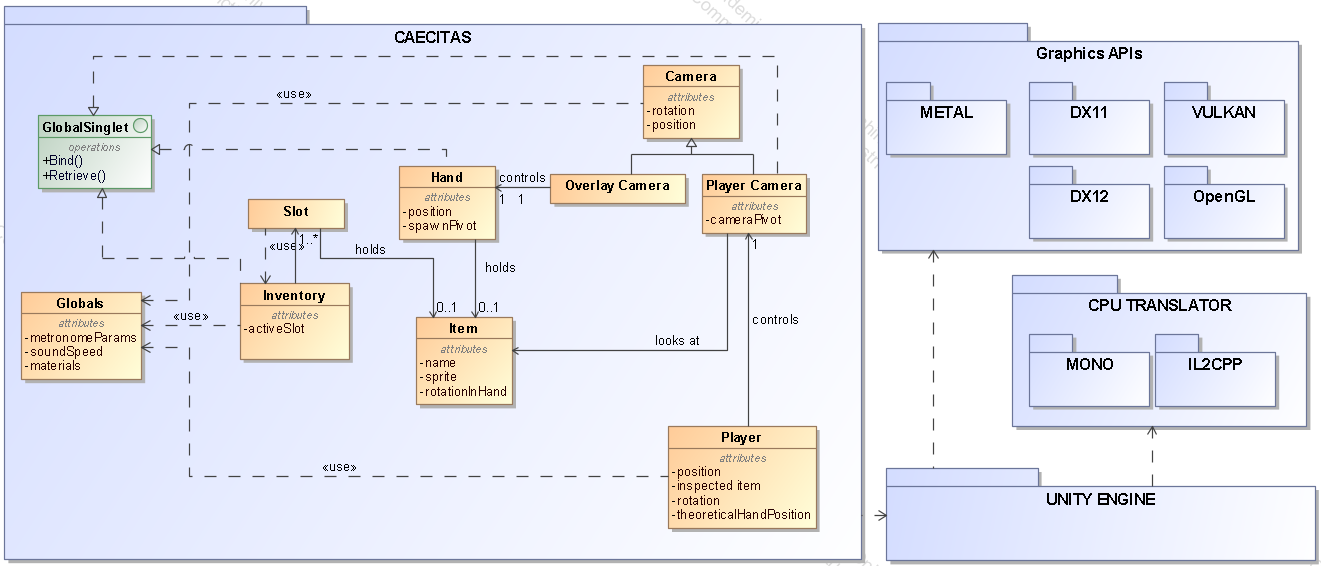 CAECITAS
«use»
Camera
attributes
-rotation
-position
GlobalSinglet
operations
+Bind()
+Retrieve()
Hand
attributes
-position
-spawnPivot
controls
1 1
Overlay Camera
Player Camera
attributes
-cameraPivot
1
Slot
«use»
1..*
holds
holds
Inventory
attributes
-activeSlot
Globals
attributes
-metronomeParams
-soundSpeed
-materials
«use»
0..1
0..1
Item
attributes
-name
-sprite
-rotationInHand
looks at
controls
Player
attributes
-position
-inspected item
-rotation
-theoreticalHandPosition
«use»
Graphics APIs
METAL
DX11
VULKAN
DX12
OpenGL
CPU TRANSLATOR
MONO
IL2CPP
UNITY ENGINE